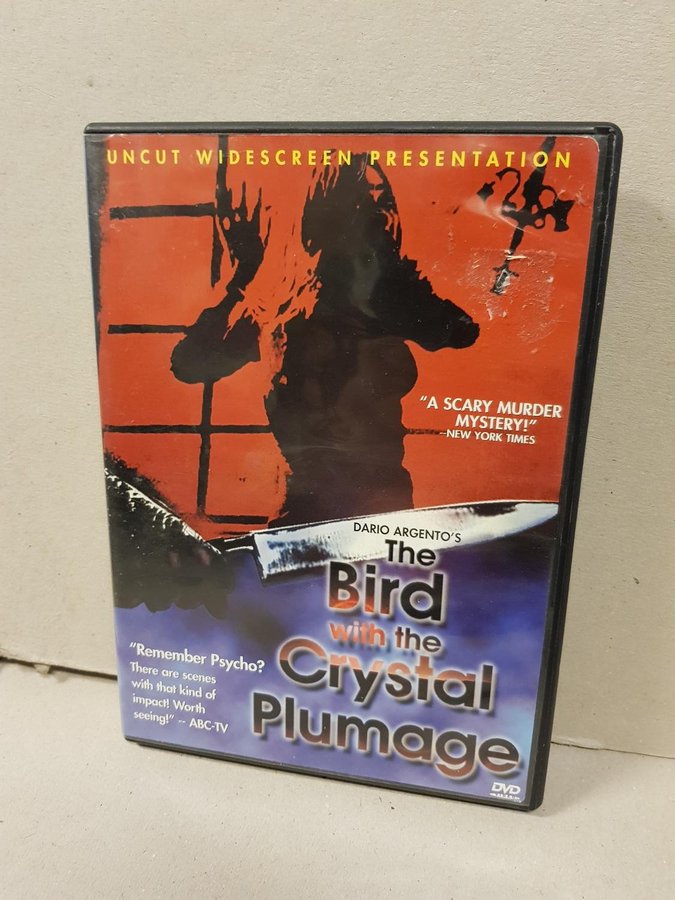 UNCUT WIDESCREEN PRESENTATION
"A SCARY MURDER
MYSTERY!"
--NEW YORK TIMES
DARIO ARGENTO'S
The
Bird
with the
Crystal
Plumage
"Remember Psycho?
There are scenes
with that kind of
impact! Worth
seeing!" -- ABC-TV
DVD